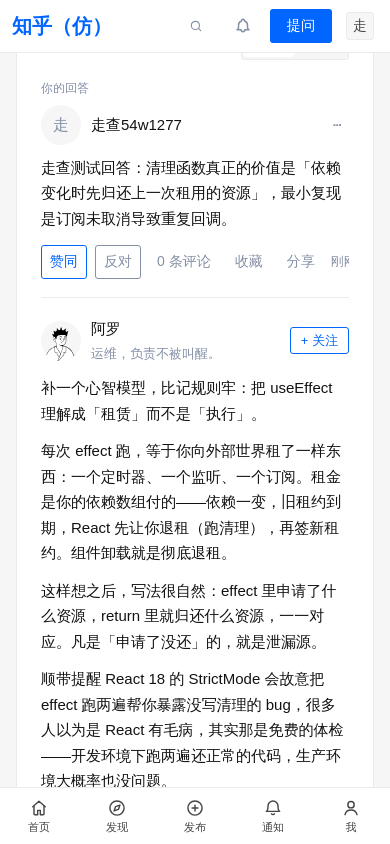 知乎（仿）
提问
走
你的回答
走
走查54w1277
走查测试回答：清理函数真正的价值是「依赖
变化时先归还上一次租用的资源」，最小复现
是订阅未取消导致重复回调。
赞同
反对
0 条评论
收藏
分享
刚刚
阿罗
运维，负责不被叫醒。
+ 关注
补一个心智模型，比记规则牢：把 useEffect
理解成「租赁」而不是「执行」。
每次 effect 跑，等于你向外部世界租了一样东
西：一个定时器、一个监听、一个订阅。租金
是你的依赖数组付的——依赖一变，旧租约到
期，React 先让你退租（跑清理），再签新租
约。组件卸载就是彻底退租。
这样想之后，写法很自然：effect 里申请了什
么资源，return 里就归还什么资源，一一对
应。凡是「申请了没还」的，就是泄漏源。
顺带提醒 React 18 的 StrictMode 会故意把
effect 跑两遍帮你暴露没写清理的 bug，很多
人以为是 React 有毛病，其实那是免费的体检
——开发环境下跑两遍还正常的代码，生产环
境大概率也没问题。
首页
发现
发布
通知
我